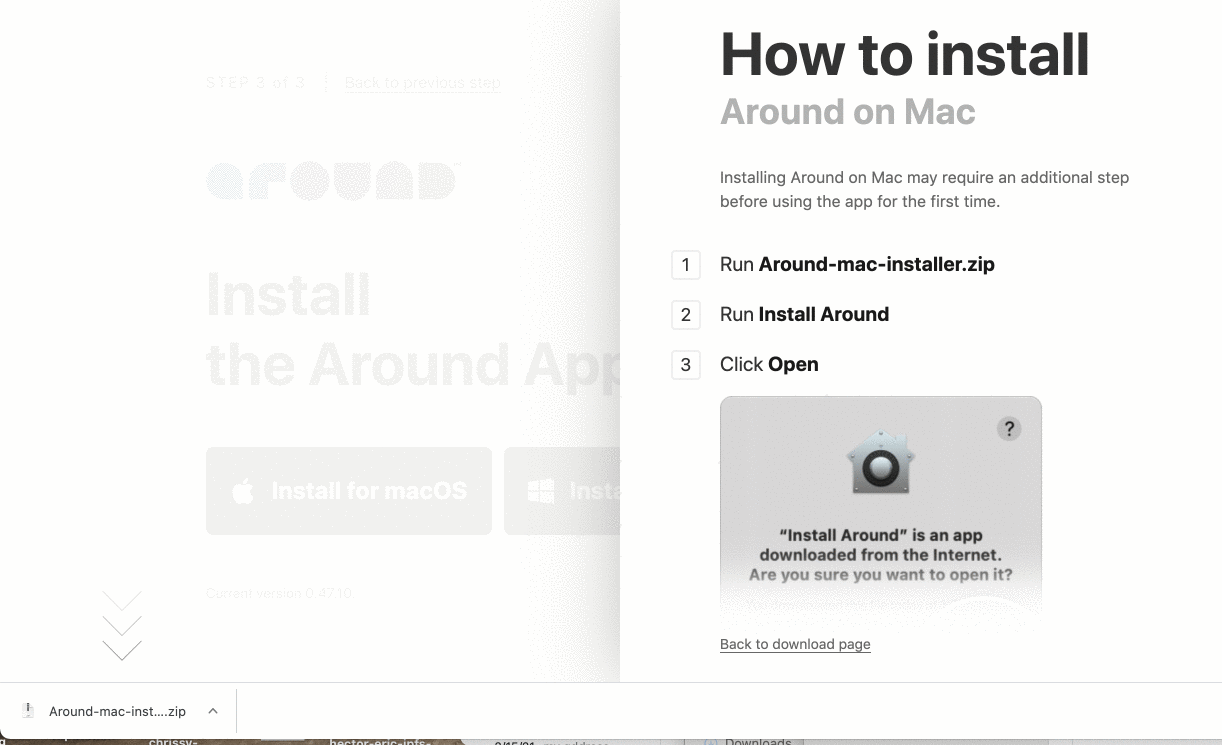 STEP 3 of 3
Back to previous step
around
Install
the Around App
Install for macOS
Insta
Current version 0.47.10
How to install
Around on Mac
Installing Around on Mac may require an additional step
before using the app for the first time.
1 Run Around-mac-installer.zip
2 Run Install Around
3 Click Open
?
“Install Around” is an app
downloaded from the Internet.
Are you sure you want to open it?
Back to download page
Around-mac-inst....zip
chrissy-
hector-eric-infs-
Downloads